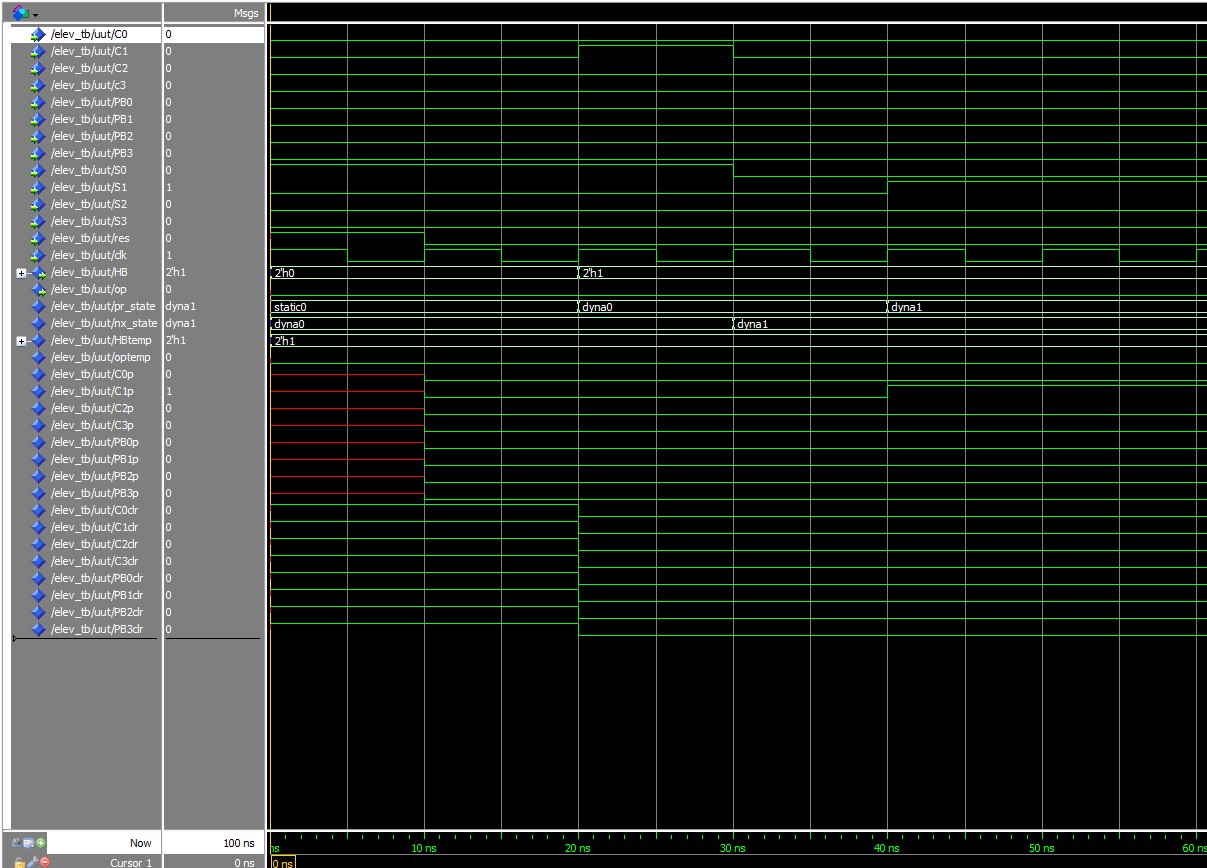 Msgs
/elev_tb/uut/C0 0
/elev_tb/uut/C1 0
/elev_tb/uut/C2 0
/elev_tb/uut/c3 0
/elev_tb/uut/PB0 0
/elev_tb/uut/PB1 0
/elev_tb/uut/PB2 0
/elev_tb/uut/PB3 0
/elev_tb/uut/S0 0
/elev_tb/uut/S1 1
/elev_tb/uut/S2 0
/elev_tb/uut/S3 0
/elev_tb/uut/res 0
/elev_tb/uut/clk 1
/elev_tb/uut/HB 2'h1 2'h0 2'h1
/elev_tb/uut/op 0
/elev_tb/uut/pr_state dyna1 static0 dyna0 dyna1
/elev_tb/uut/nx_state dyna1 dyna0 dyna1
/elev_tb/uut/HBtemp 2'h1 2'h1
/elev_tb/uut/optemp 0
/elev_tb/uut/C0p 0
/elev_tb/uut/C1p 1
/elev_tb/uut/C2p 0
/elev_tb/uut/C3p 0
/elev_tb/uut/PB0p 0
/elev_tb/uut/PB1p 0
/elev_tb/uut/PB2p 0
/elev_tb/uut/PB3p 0
/elev_tb/uut/C0clr 0
/elev_tb/uut/C1clr 0
/elev_tb/uut/C2clr 0
/elev_tb/uut/C3clr 0
/elev_tb/uut/PB0clr 0
/elev_tb/uut/PB1clr 0
/elev_tb/uut/PB2clr 0
/elev_tb/uut/PB3clr 0
Now 100 ns ns 10 ns 20 ns 30 ns 40 ns 50 ns 60 ns
Cursor 1 0 ns 0 ns